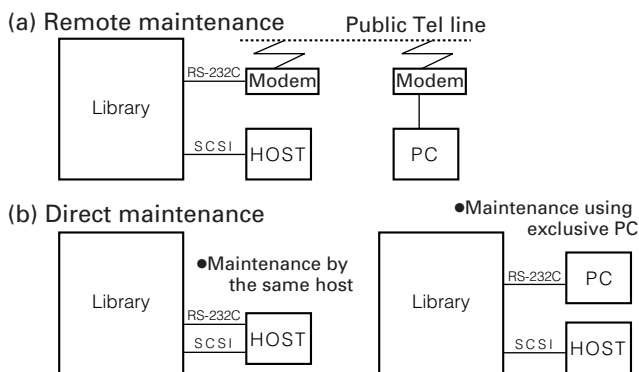 (a) Remote maintenance
Public Tel line
RS-232C
Modem
Modem
Library
SCSI
HOST
PC
(b) Direct maintenance
●Maintenance using
exclusive PC
●Maintenance by
the same host
Library
RS-232C
SCSI
HOST
Library
RS-232C
PC
SCSI
HOST